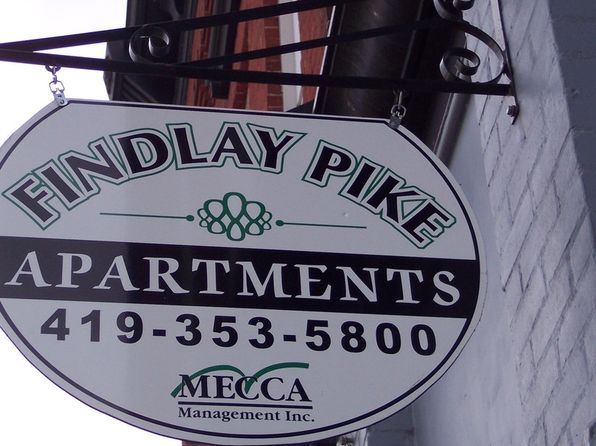 FINDLAY PIKE
APARTMENTS
419-353-5800
MECCA
Management Inc.